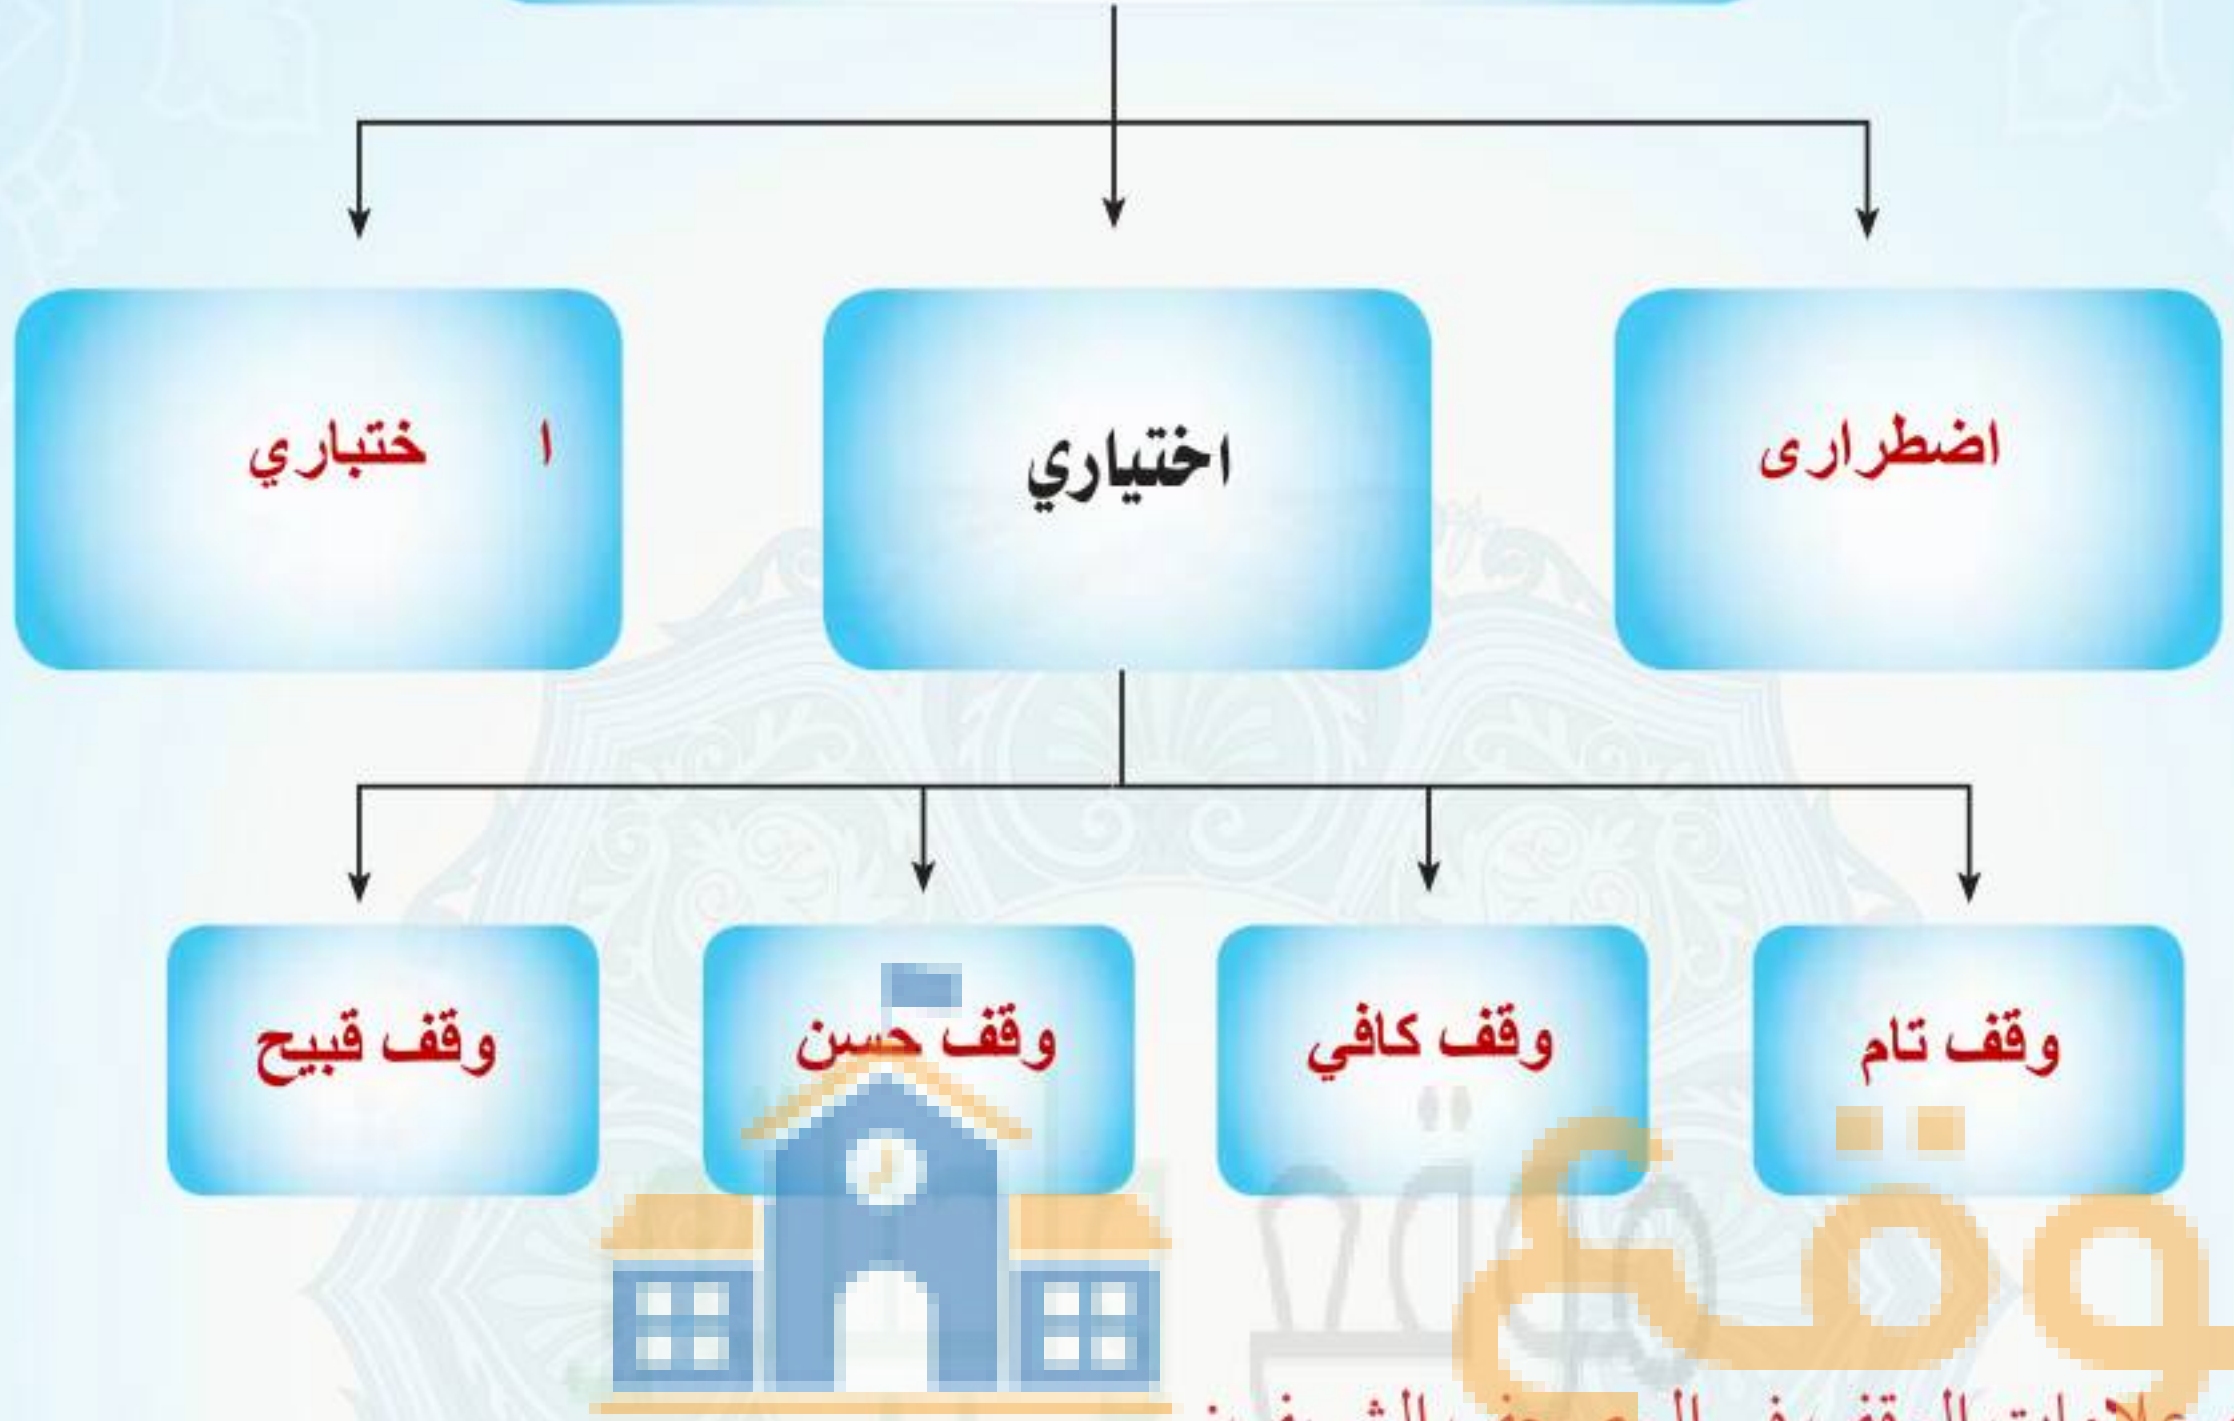 اضطرارى
اختياري
ا ختباري
وقف تام
وقف كافي
وقف حسن
وقف قبيح